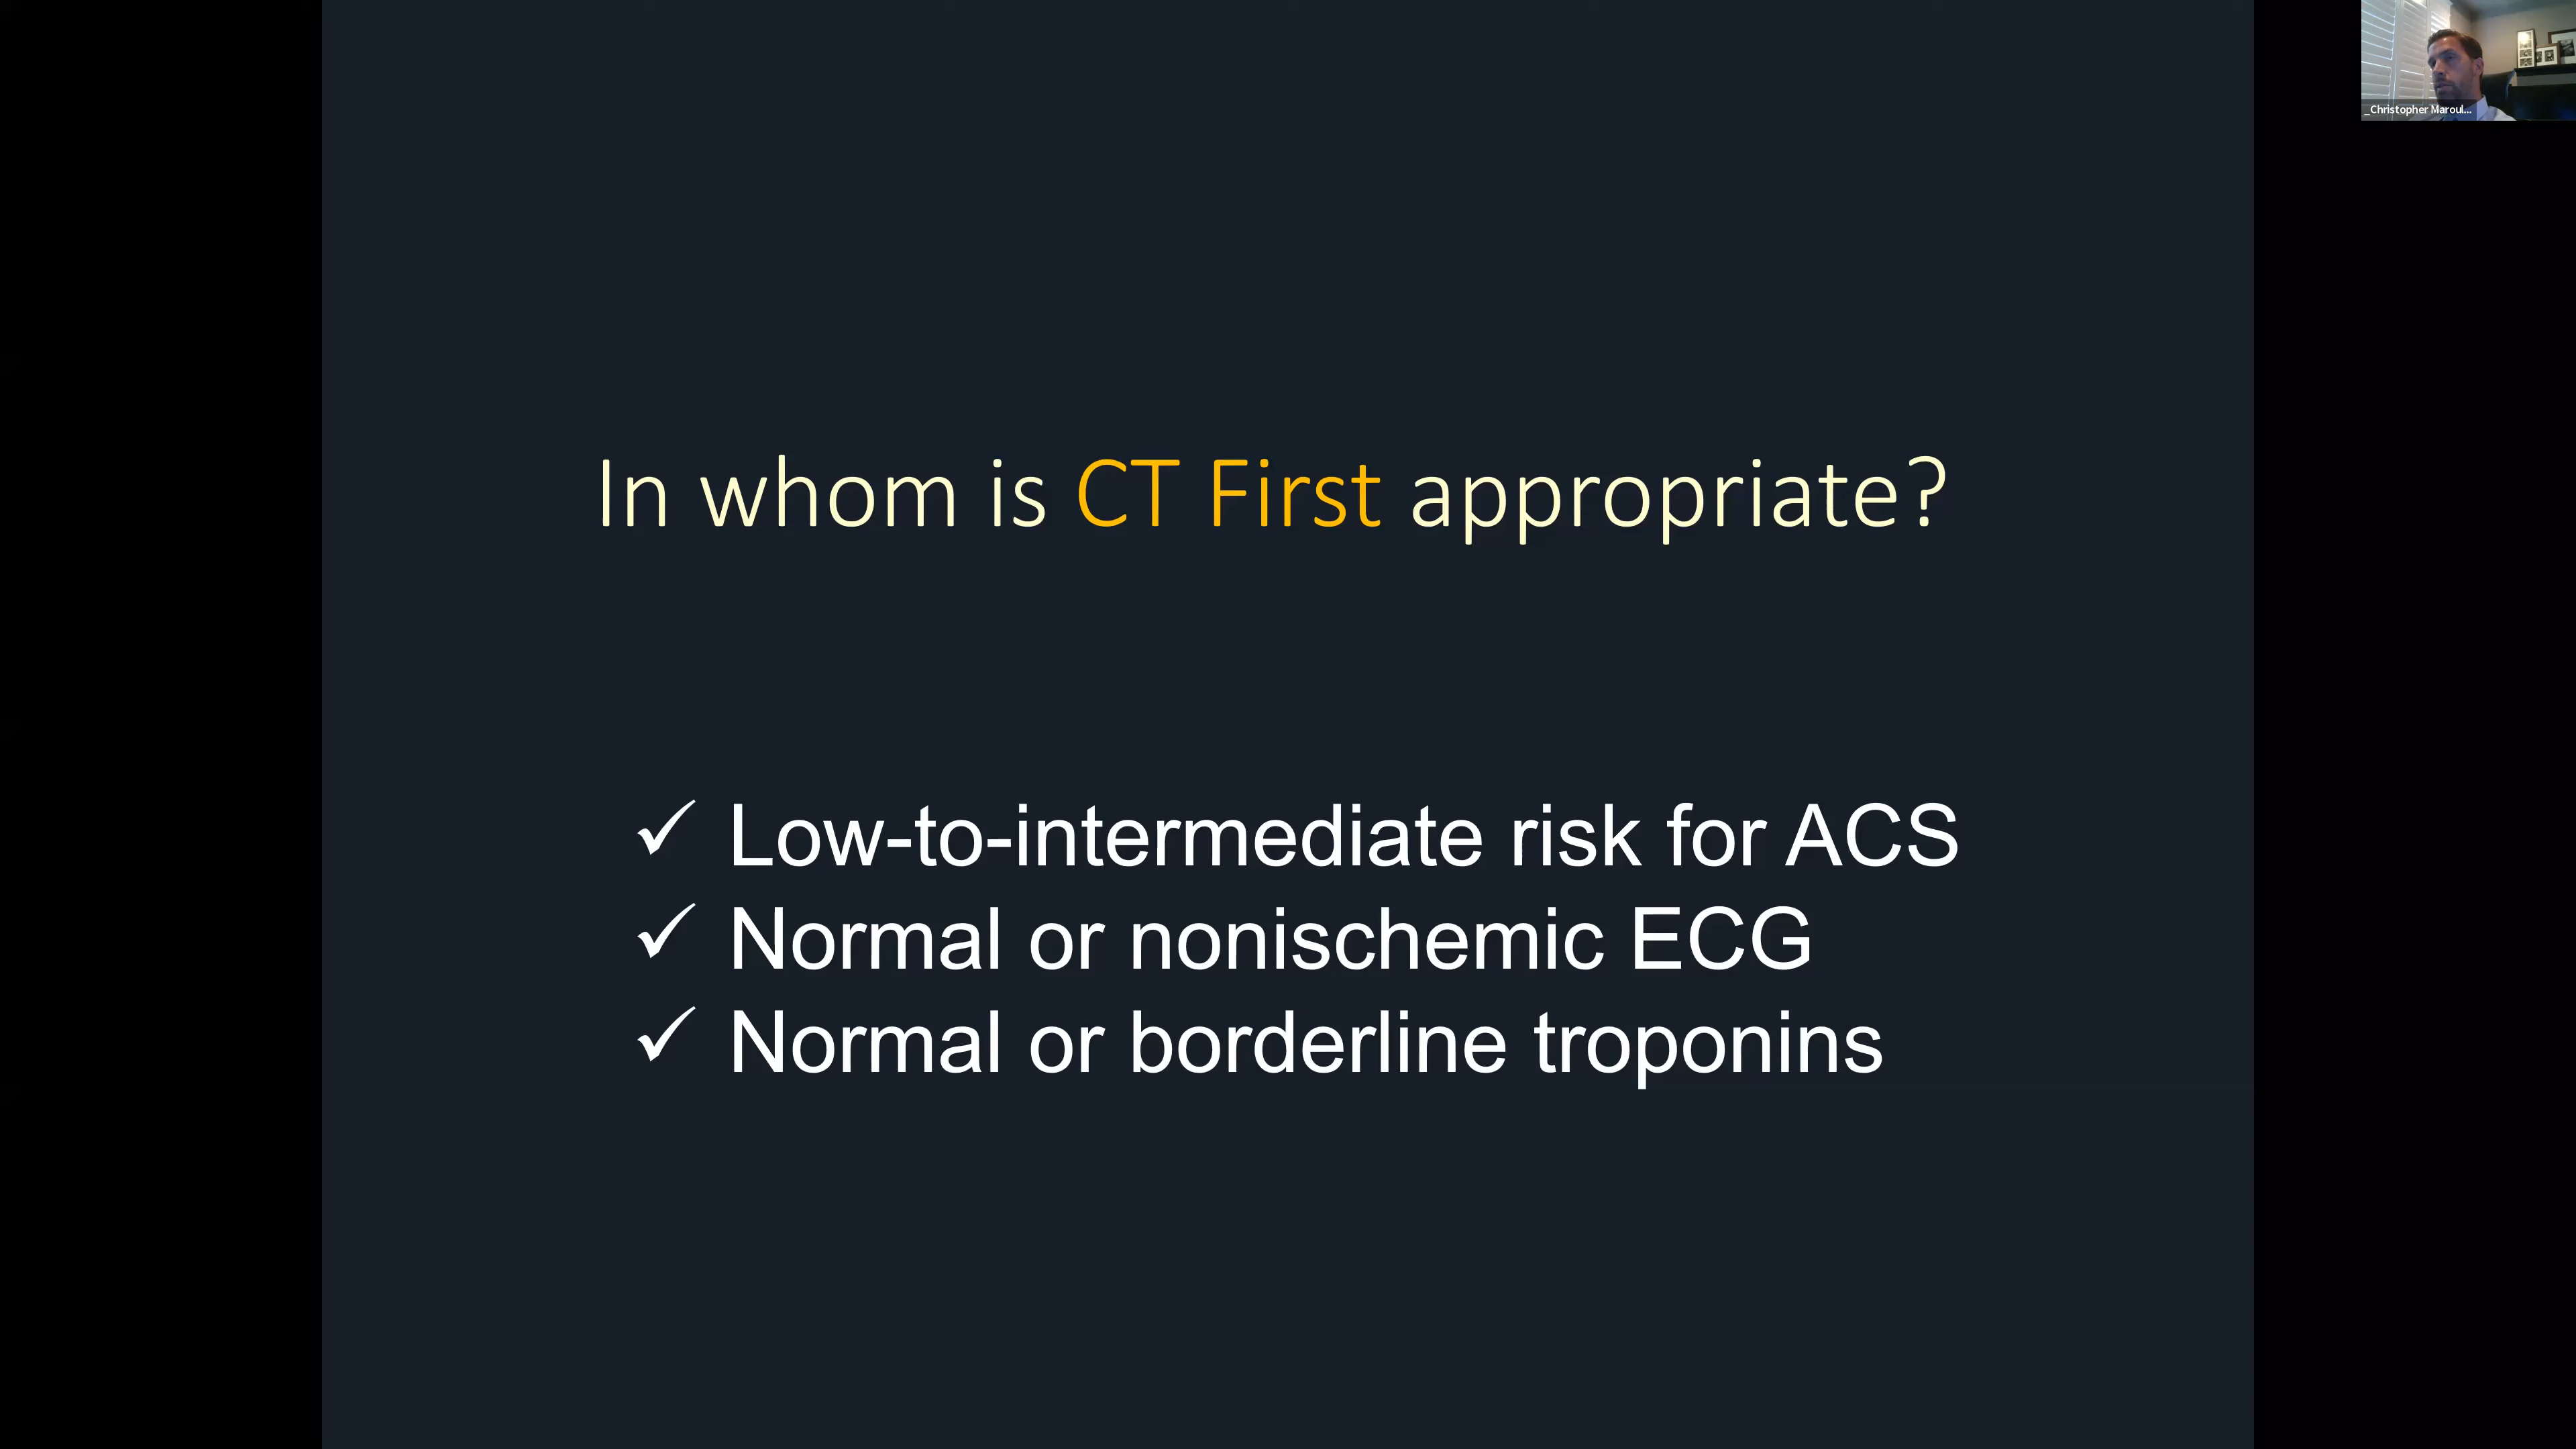 _Christopher Maroul...
In whom is CT First appropriate?
✓ Low-to-intermediate risk for ACS
✓ Normal or nonischemic ECG
✓ Normal or borderline troponins